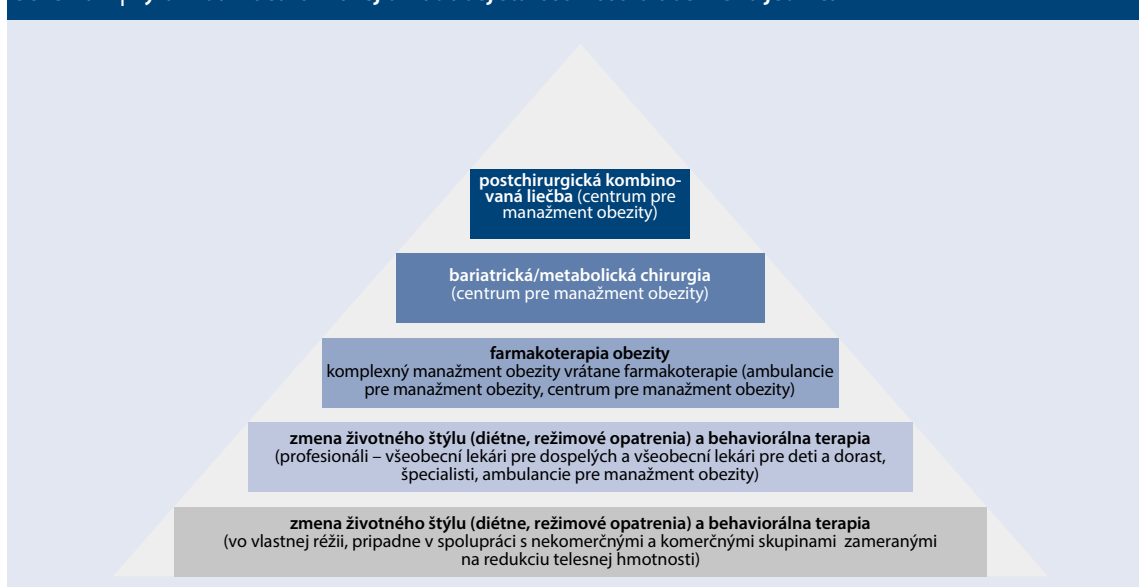 postchirurgická kombino-
vaná liečba (centrum pre
manažment obezity)
bariatrická/metabolická chirurgia
(centrum pre manažment obezity)
farmakoterapia obezity
komplexný manažment obezity vrátane farmakoterapie (ambulancie
pre manažment obezity, centrum pre manažment obezity)
zmena životného štýlu (diétne, režimové opatrenia) a behaviorálna terapia
(profesionáli – všeobecní lekári pre dospelých a všeobecní lekári pre deti a dorast,
špecialisti, ambulancie pre manažment obezity)
zmena životného štýlu (diétne, režimové opatrenia) a behaviorálna terapia
(vo vlastnej réžii, pripadne v spolupráci s nekomerčnými a komerčnými skupinami zameranými
na redukciu telesnej hmotnosti)